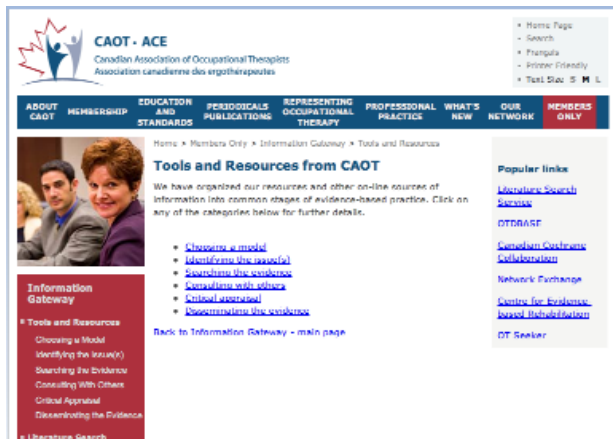 CAOT - ACE
Canadian Association of Occupational Therapists
Association canadienne des ergothérapeutes
Home Page
Search
Français
Printer Friendly
Text Size S M L
ABOUT CAOT
MEMBERSHIP
EDUCATION AND STANDARDS
PERIODICALS PUBLICATIONS
REPRESENTING OCCUPATIONAL THERAPY
PROFESSIONAL PRACTICE
WHAT'S NEW
OUR NETWORK
MEMBERS ONLY
Home » Members Only » Information Gateway » Tools and Resources
Tools and Resources from CAOT
We have organized our resources and other on-line sources of
information into common stages of evidence-based practice. Click on
any of the categories below for further details.
Choosing a model
Identifying the issue(s)
Searching the evidence
Consulting with others
Critical appraisal
Disseminating the evidence
Back to Information Gateway - main page
Popular links
Literature Search
Service
OTDBASE
Canadian Cochrane
Collaboration
Network Exchange
Centre for Evidence-
based Rehabilitation
OT Seeker
Information
Gateway
Tools and Resources
Choosing a Model
Identifying the Issue(s)
Searching the Evidence
Consulting With Others
Critical Appraisal
Disseminating the Evidence
Literature Search